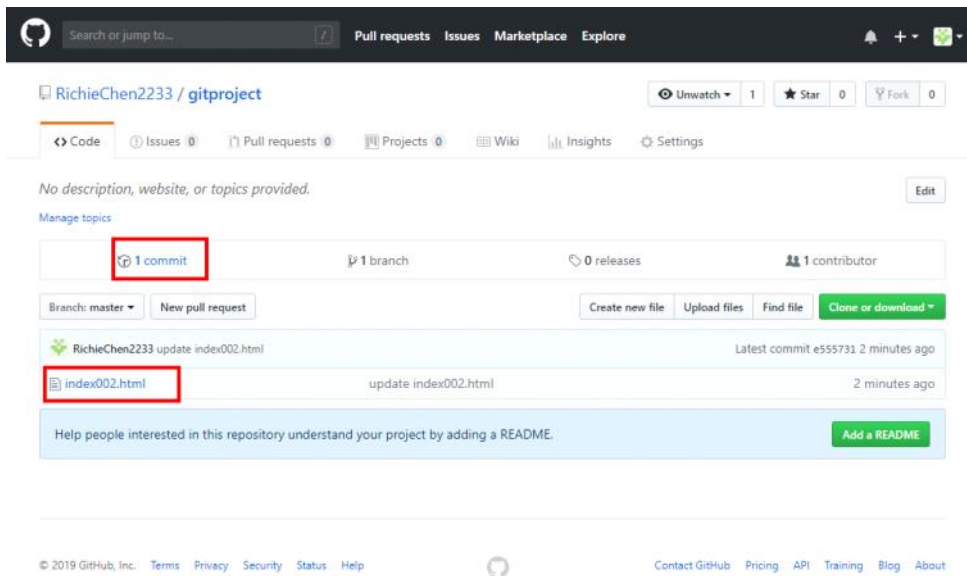 Search or jump to... / Pull requests Issues Marketplace Explore
RichieChen2233 / gitproject Unwatch 1 Star 0 Fork 0
Code Issues 0 Pull requests 0 Projects 0 Wiki Insights Settings
No description, website, or topics provided. Edit
Manage topics
1 commit 1 branch 0 releases 1 contributor
Branch: master New pull request Create new file Upload files Find file Clone or download
RichieChen2233 update index002.html Latest commit e555731 2 minutes ago
index002.html update index002.html 2 minutes ago
Help people interested in this repository understand your project by adding a README. Add a README
© 2019 GitHub, Inc. Terms Privacy Security Status Help Contact GitHub Pricing API Training Blog About